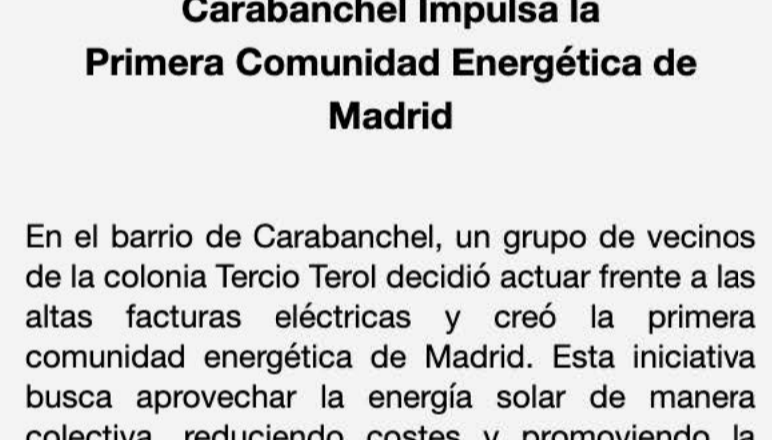 Carabanchel Impulsa la
Primera Comunidad Energética de
Madrid
En el barrio de Carabanchel, un grupo de vecinos
de la colonia Tercio Terol decidió actuar frente a las
altas facturas eléctricas y creó la primera
comunidad energética de Madrid. Esta iniciativa
busca aprovechar la energía solar de manera
colectiva, reduciendo costes y promoviendo la